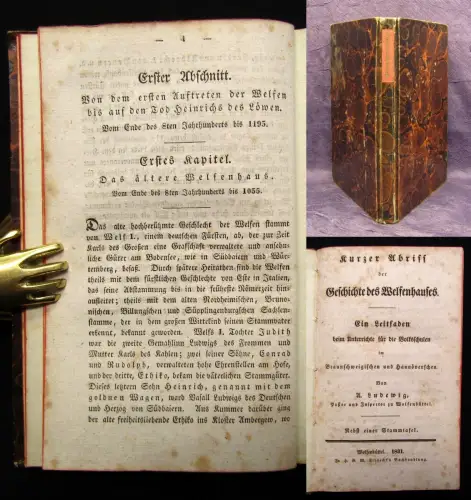 — 4 —
Erster Abschnitt.
Von dem ersten Auftreten der Welfen
bis auf den Tod Heinrichs des Löwen.
Vom Ende des 8ten Jahrhunderts bis 1195.
Erstes Kapitel.
Das ältere Welfenhaus.
Vom Ende des 8ten Jahrhunderts bis 1055.
Das alte hochberühmte Geschlecht der Welfen stammt
von Welf I., einem deutschen Fürsten, ab, der zur Zeit
Karls des Großen eine Grafschaft verwaltete und ansehn-
liche Güter am Bodensee, wie in Südbaiern und Wür-
temberg, besaß. Durch spätere Heirathen sind die Welfen
theils mit dem fürstlichen Geschlechte von Este in Italien,
das seine Abstammung bis in die früheste Römerzeit hin-
aufleitet; theils mit dem alten Nordheimischen, Bruno-
nischen, Billungschen und Süpplingenburgschen Sachsen-
stamme, der in dem großen Wittekind seinen Stammvater
erkennt, bekannt geworden. Welfs I. Tochter Judith
war die zweite Gemahlinn Ludwigs des Frommen und
Mutter Karls des Kahlen; zwei seiner Söhne, Conrad
und Rudolph, verwalteten hohe Ehrenstellen am Hofe,
und der dritte, Ethiko, bekam die väterlichen Stammgüter.
Dieses letztern Sohn Heinrich, genannt mit dem
goldnen Wagen, ward Vasall Ludwigs des Deutschen
und Herzog von Südbaiern. Aus Kummer darüber ging
der alte freiheitsliebende Ethiko ins Kloster Ambergew, wo
Kurzer Abriß
der
Geschichte des Welfenhauses.
Ein Leitfaden
beim Unterrichte für die Volksschulen
im
Braunschweigischen und Hannoverschen.
Von
A. Ludewig,
Pastor und Inspector zu Wolfenbüttel.
Nebst einer Stammtafel.
Wolfenbüttel, 1831.